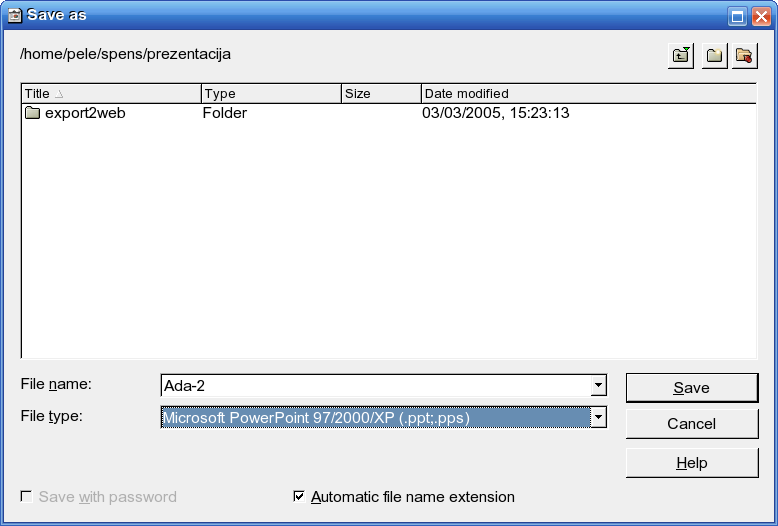 Save as
/home/pele/spens/prezentacija
Title Type Size Date modified
export2web Folder 03/03/2005, 15:23:13
File name: Ada-2 Save
File type: Microsoft PowerPoint 97/2000/XP (.ppt;.pps) Cancel
Help
Save with password Automatic file name extension